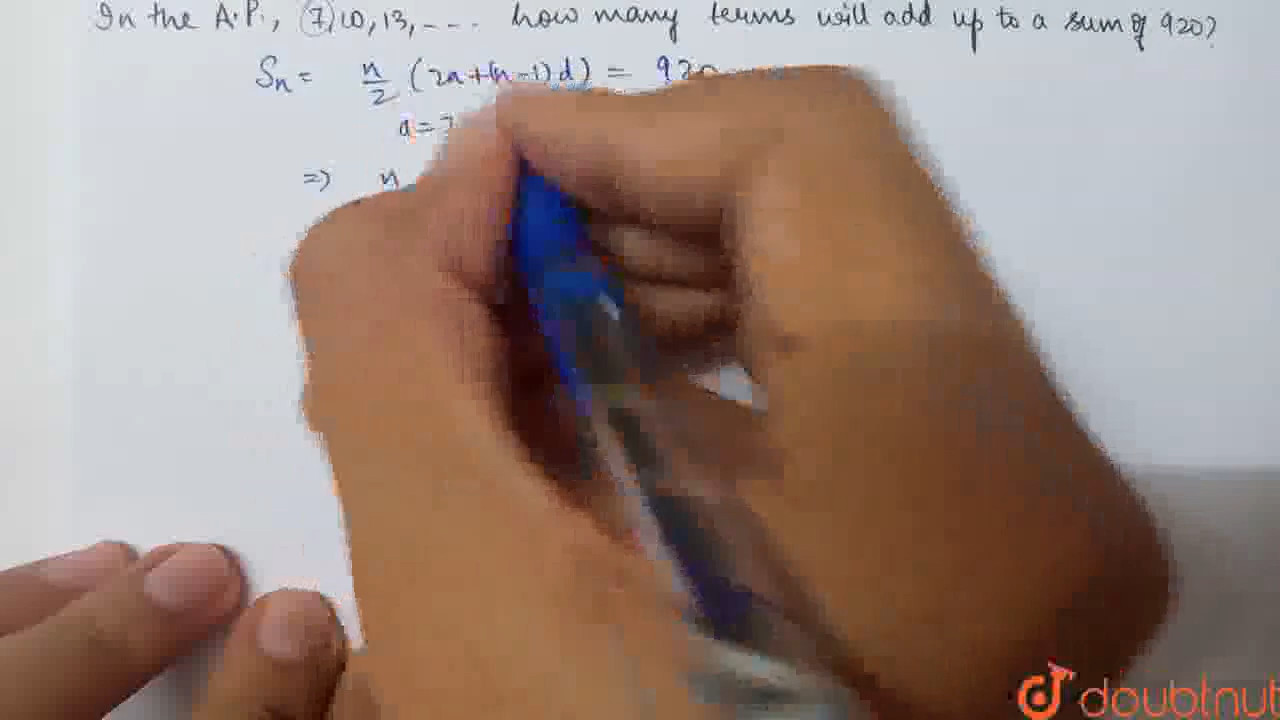 In the A.P., 7,10,13,--.. how many terms will add up to a sum of 920?
Sn = n/2 (2a+(n-1)d) = 920
a=7
=> n
doubtnut